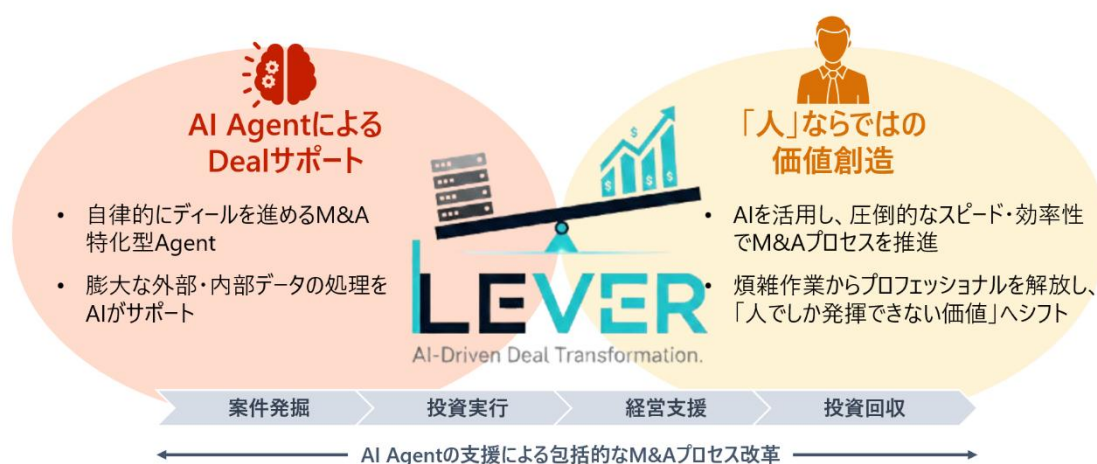 AI Agentによる
Dealサポート
• 自律的にディールを進めるM&A
特化型Agent
• 膨大な外部・内部データの処理を
AIがサポート
「人」ならではの
価値創造
• AIを活用し、圧倒的なスピード・効率性
でM&Aプロセスを推進
• 煩雑作業からプロフェッショナルを解放し、
「人でしか発揮できない価値」へシフト
$
$
$
$
$
LEVER
AI-Driven Deal Transformation.
案件発掘
投資実行
経営支援
投資回収
AI Agentの支援による包括的なM&Aプロセス改革